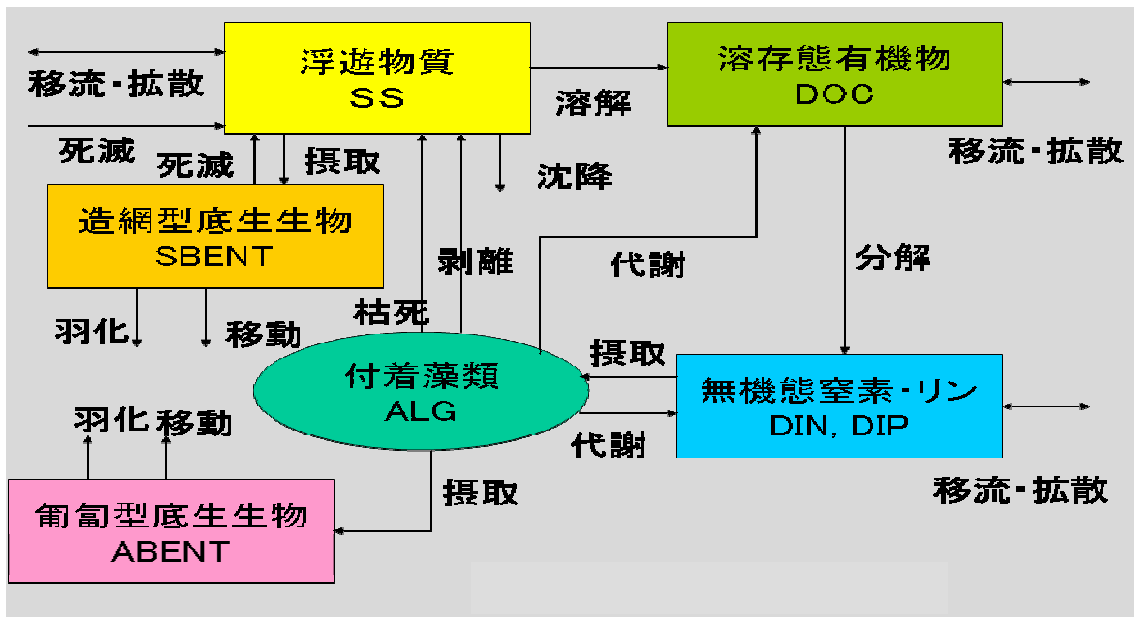 浮遊物質
SS
溶存態有機物
DOC
移流・拡散
溶解
移流・拡散
死滅
死滅
摂取
沈降
造網型底生生物
SBENT
剥離
代謝
分解
羽化
移動
枯死
摂取
付着藻類
ALG
無機態窒素・リン
DIN, DIP
羽化
移動
代謝
摂取
移流・拡散
葡匐型底生生物
ABENT